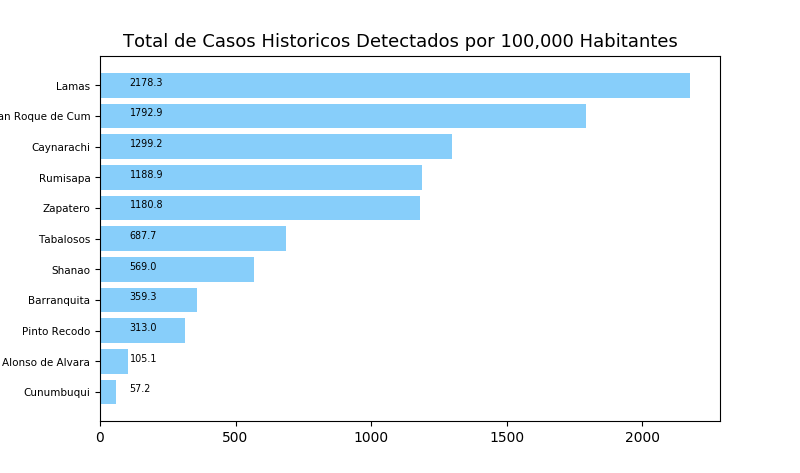 Total de Casos Historicos Detectados por 100,000 Habitantes
Lamas 2178.3
an Roque de Cum 1792.9
Caynarachi 1299.2
Rumisapa 1188.9
Zapatero 1180.8
Tabalosos 687.7
Shanao 569.0
Barranquita 359.3
Pinto Recodo 313.0
Alonso de Alvara 105.1
Cunumbuqui 57.2
0 500 1000 1500 2000